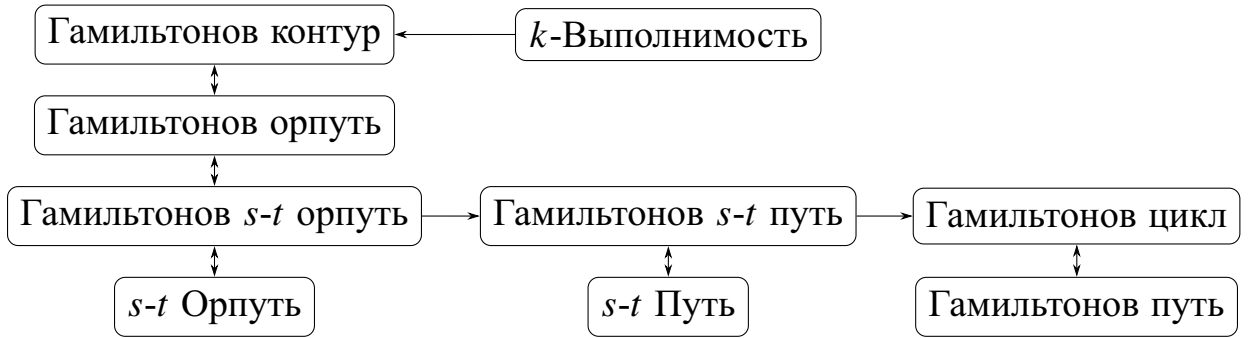 Гамильтонов контур
k-Выполнимость
Гамильтонов орпуть
Гамильтонов s-t орпуть
Гамильтонов s-t путь
Гамильтонов цикл
s-t Орпуть
s-t Путь
Гамильтонов путь